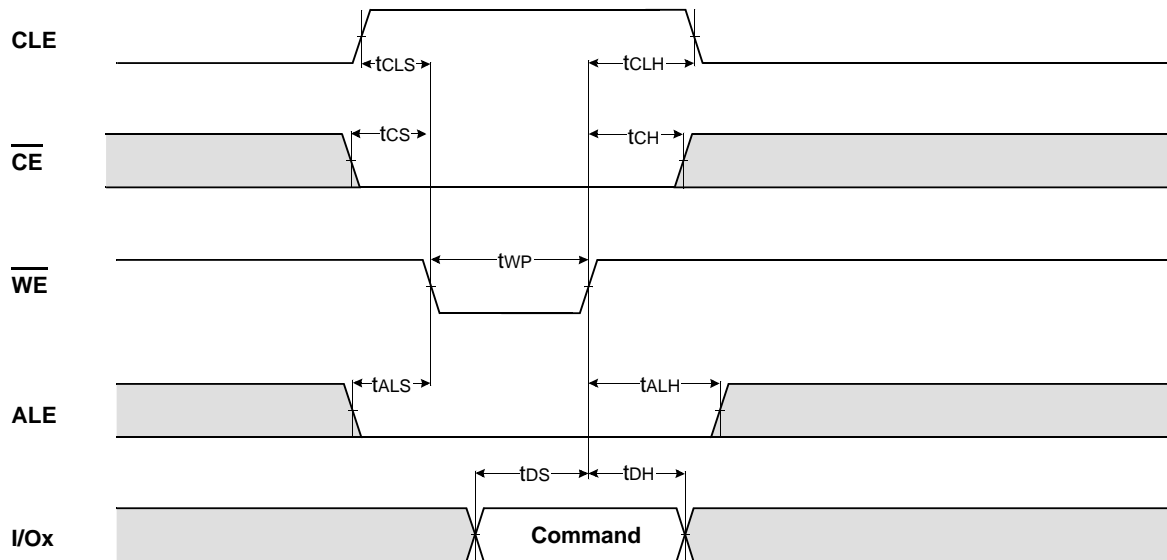 CLE
tCLS
tCLH
CE
tCS
tCH
WE
tWP
ALE
tALS
tALH
I/Ox
tDS
tDH
Command